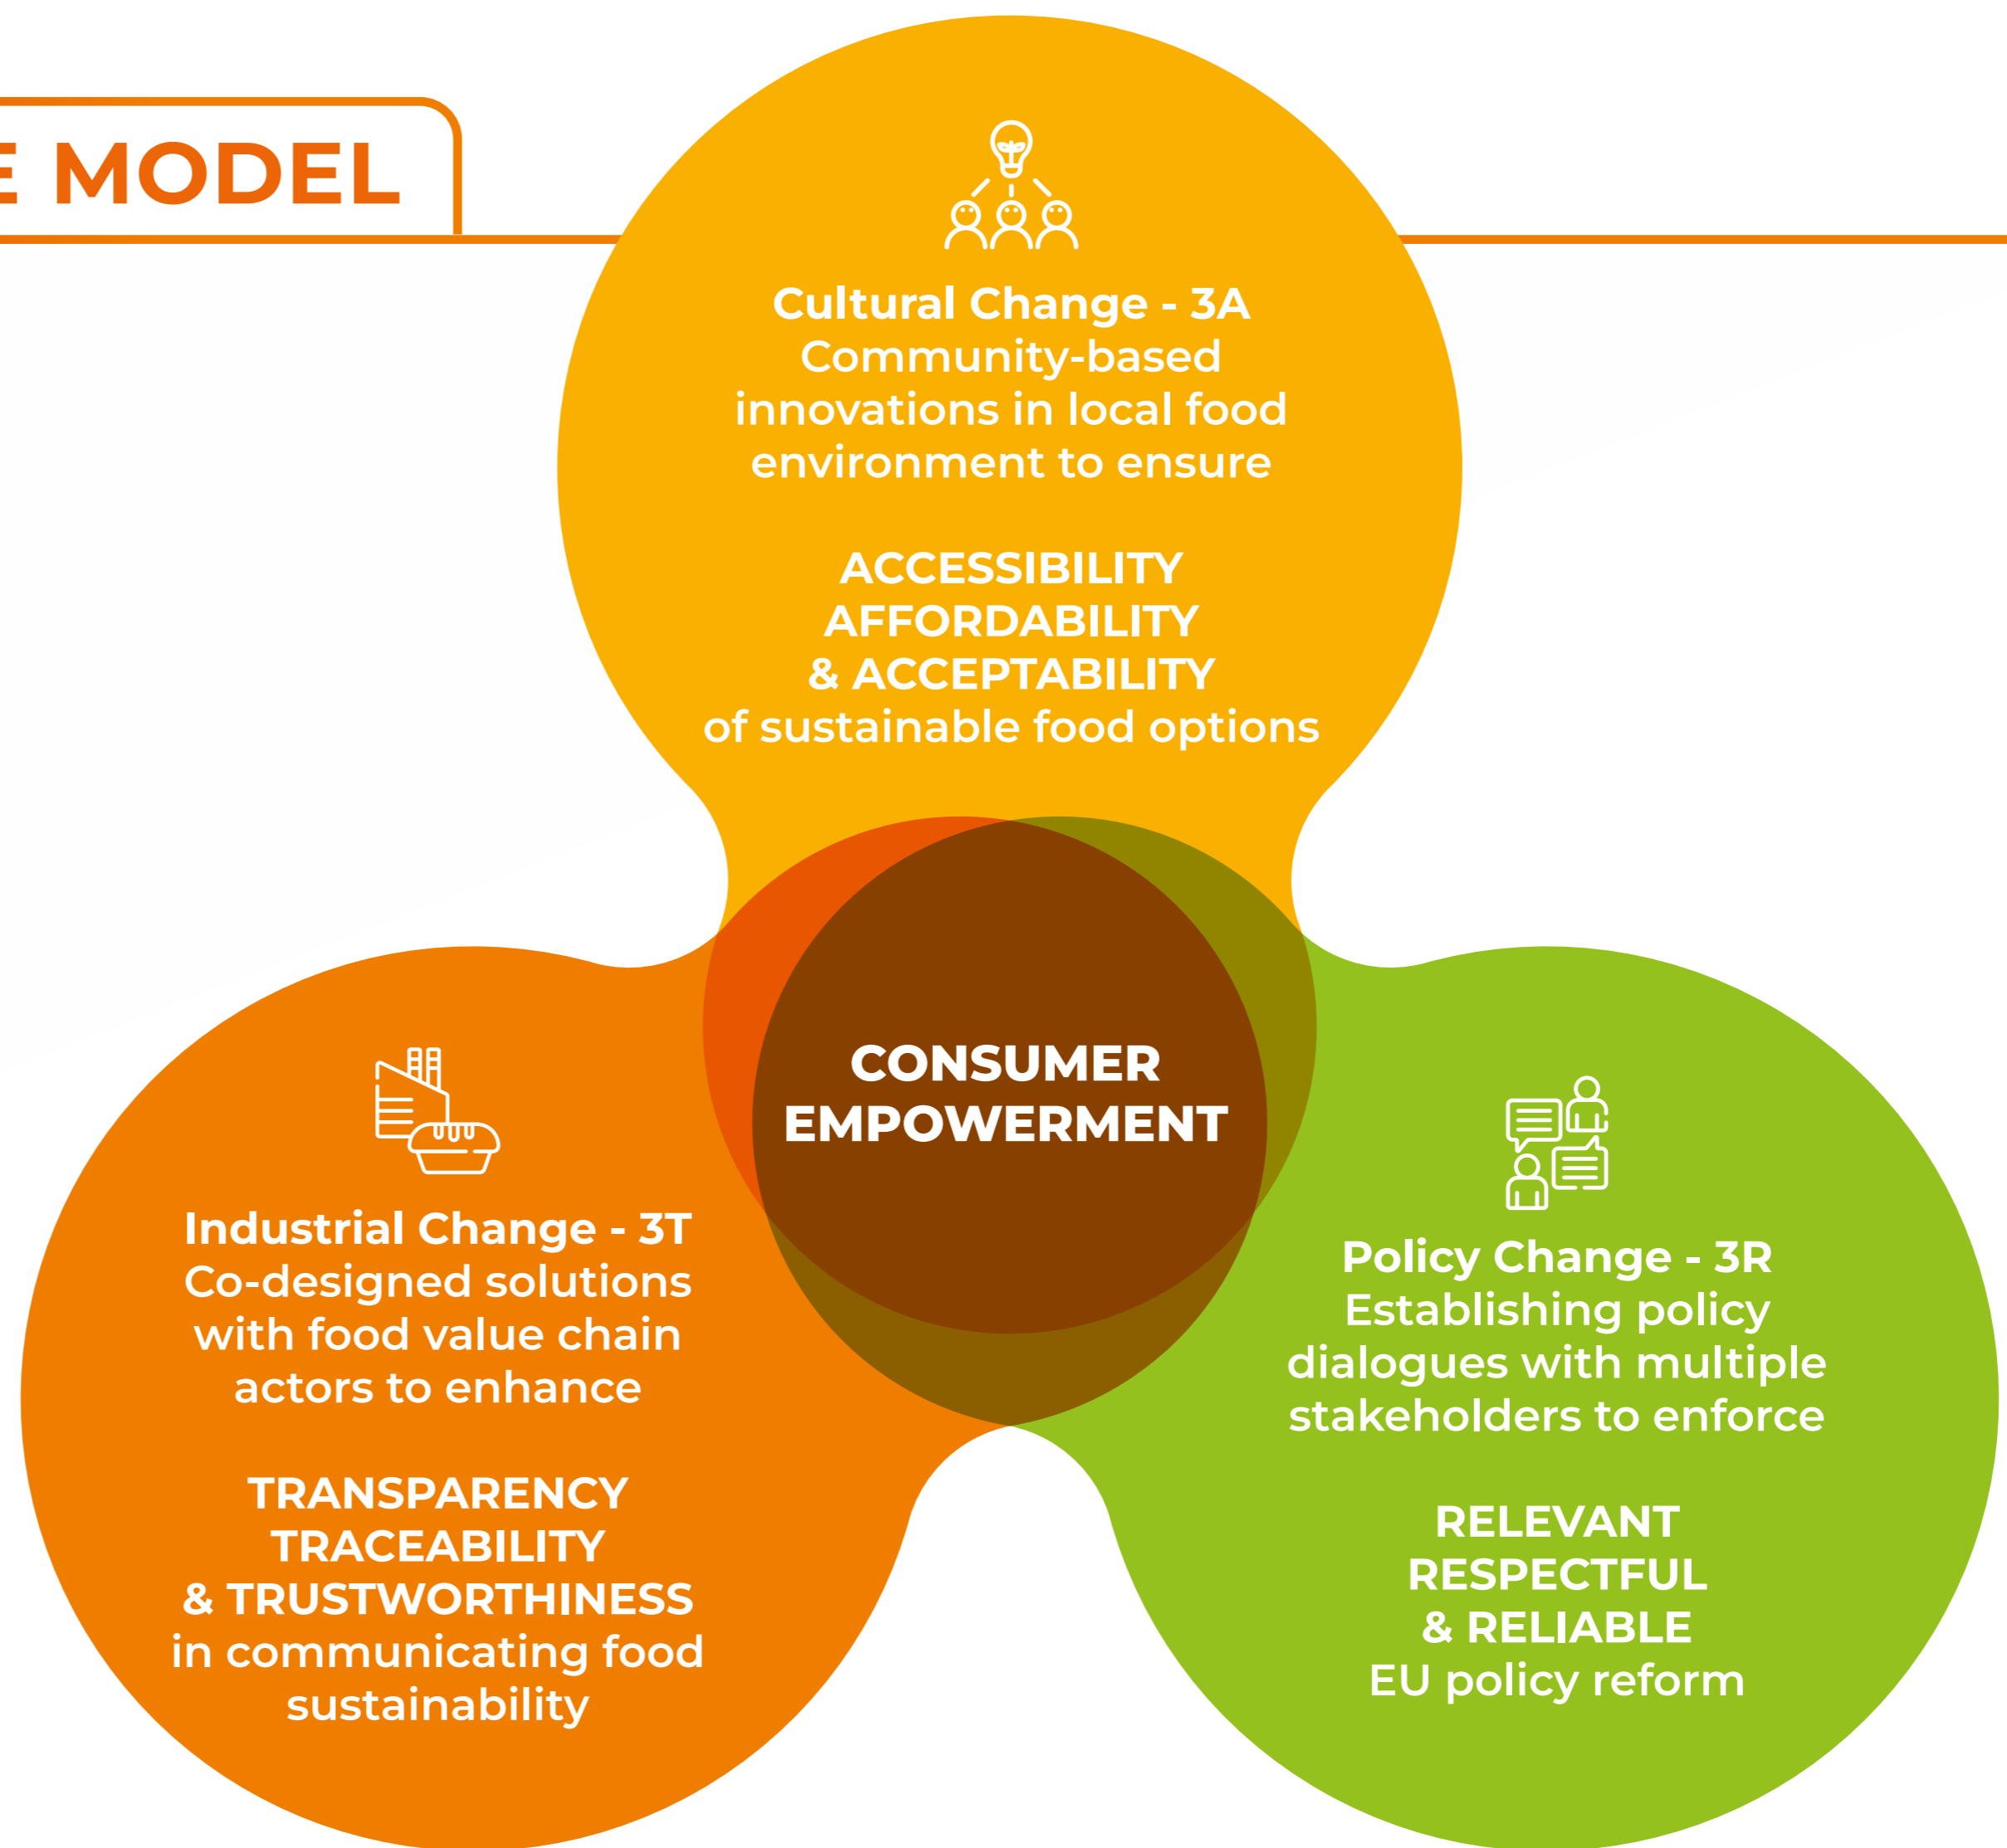 E MODEL
Cultural Change - 3A
Community-based
innovations in local food
environment to ensure
ACCESSIBILITY
AFFORDABILITY
& ACCEPTABILITY
of sustainable food options
CONSUMER
EMPOWERMENT
Industrial Change - 3T
Co-designed solutions
with food value chain
actors to enhance
TRANSPARENCY
TRACEABILITY
& TRUSTWORTHINESS
in communicating food
sustainability
Policy Change - 3R
Establishing policy
dialogues with multiple
stakeholders to enforce
RELEVANT
RESPECTFUL
& RELIABLE
EU policy reform